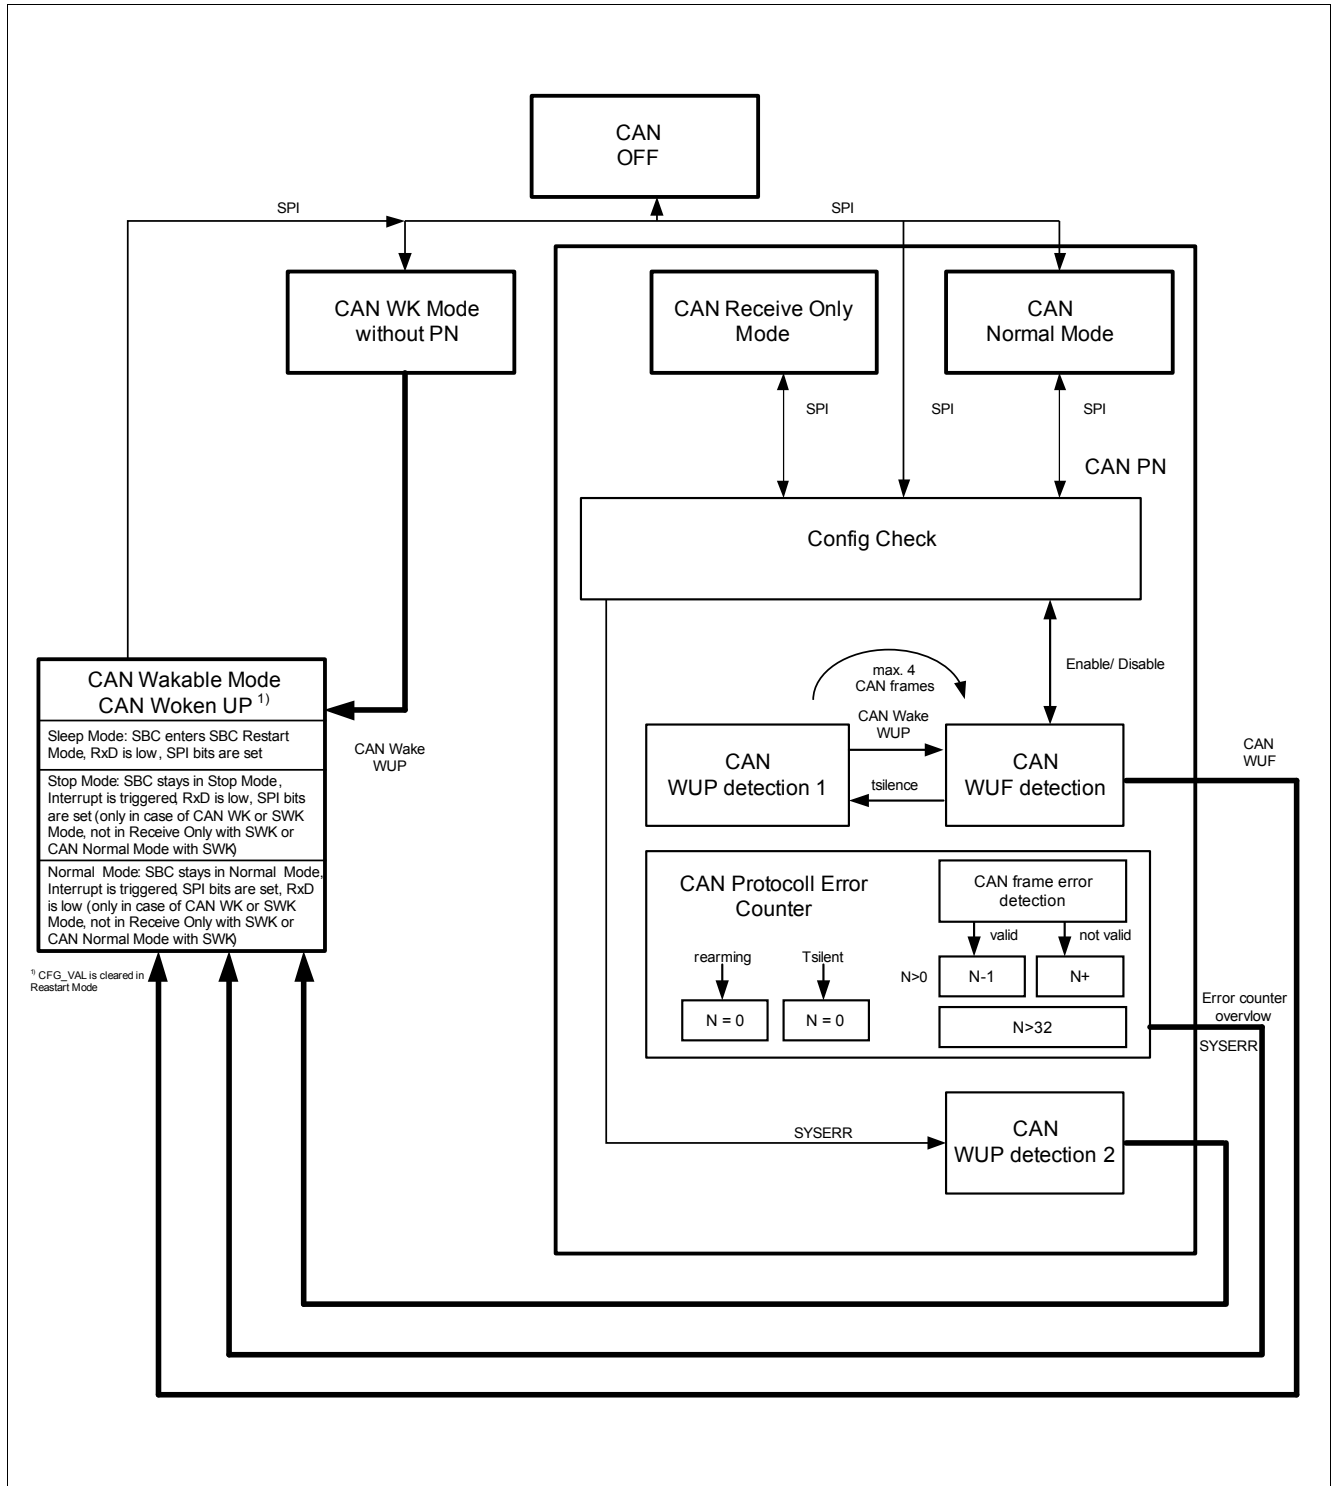 CAN
OFF
SPI
SPI
CAN WK Mode
without PN
CAN Receive Only
Mode
CAN
Normal Mode
SPI
SPI
SPI
CAN PN
Config Check
Enable/ Disable
max. 4
CAN frames
CAN Wake
WUP
CAN
WUP detection 1
tsilence
CAN
WUF detection
CAN
WUF
CAN Wakable Mode
CAN Woken UP 1)
Sleep Mode: SBC enters SBC Restart
Mode, RxD is low, SPI bits are set
Stop Mode: SBC stays in Stop Mode,
Interrupt is triggered, RxD is low, SPI bits
are set (only in case of CAN WK or SWK
Mode, not in Receive Only with SWK or
CAN Normal Mode with SWK)
Normal Mode: SBC stays in Normal Mode,
Interrupt is triggered, SPI bits are set, RxD
is low (only in case of CAN WK or SWK
Mode, not in Receive Only with SWK or
CAN Normal Mode with SWK)
1) CFG_VAL is cleared in
Reastart Mode
CAN Wake
WUP
CAN Protocoll Error
Counter
CAN frame error
detection
valid
not valid
rearming
Tsilent
N>0
N-1
N+
N = 0
N = 0
N>32
Error counter
overvlow
SYSERR
SYSERR
CAN
WUP detection 2